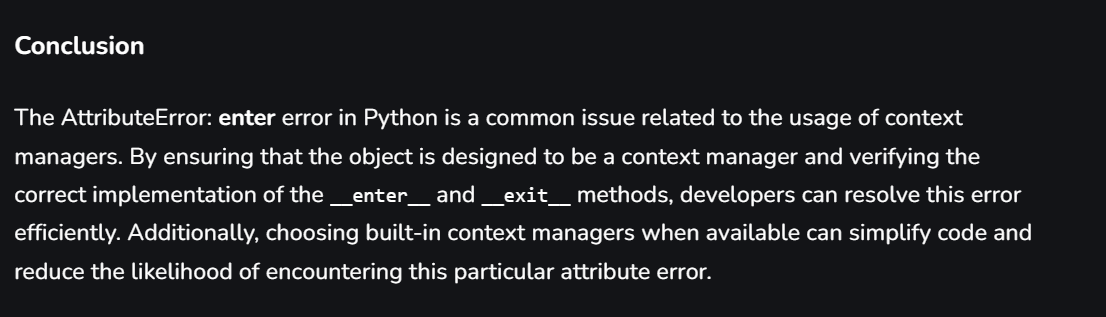 Conclusion
The AttributeError: enter error in Python is a common issue related to the usage of context
managers. By ensuring that the object is designed to be a context manager and verifying the
correct implementation of the __enter__ and __exit__ methods, developers can resolve this error
efficiently. Additionally, choosing built-in context managers when available can simplify code and
reduce the likelihood of encountering this particular attribute error.